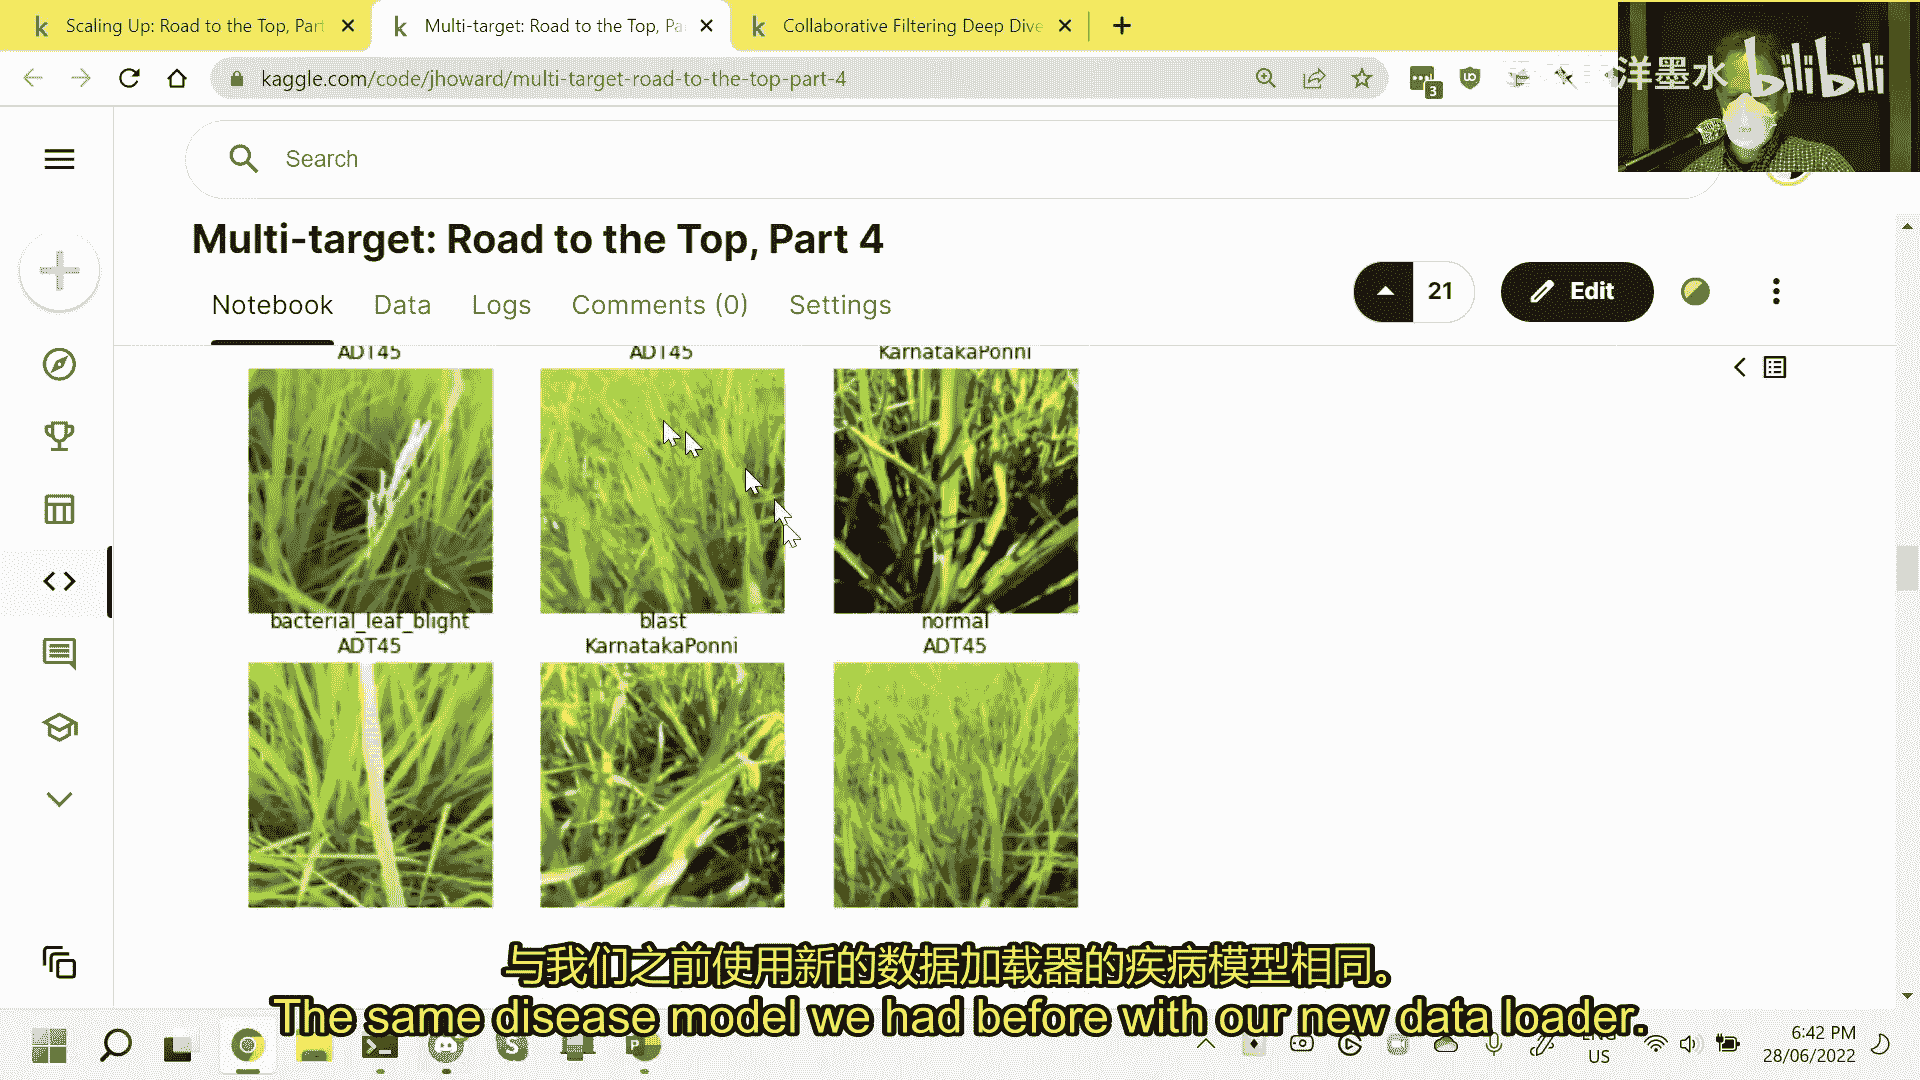 Scaling Up: Road to the Top, Part
Multi-target: Road to the Top, Pa
Collaborative Filtering Deep Dive
kaggle.com/code/jhoward/multi-target-road-to-the-top-part-4
3
洋墨水 bilibili
Search
Multi-target: Road to the Top, Part 4
Notebook
Data
Logs
Comments (0)
Settings
21
Edit
ADT45
ADT45
KarnatakaPonni
bacterial_leaf_blight
ADT45
blast
KarnatakaPonni
normal
ADT45
与我们之前使用新的数据加载器的疾病模型相同。
The same disease model we had before with our new data loader.
ENG
US
6:42 PM
28/06/2022